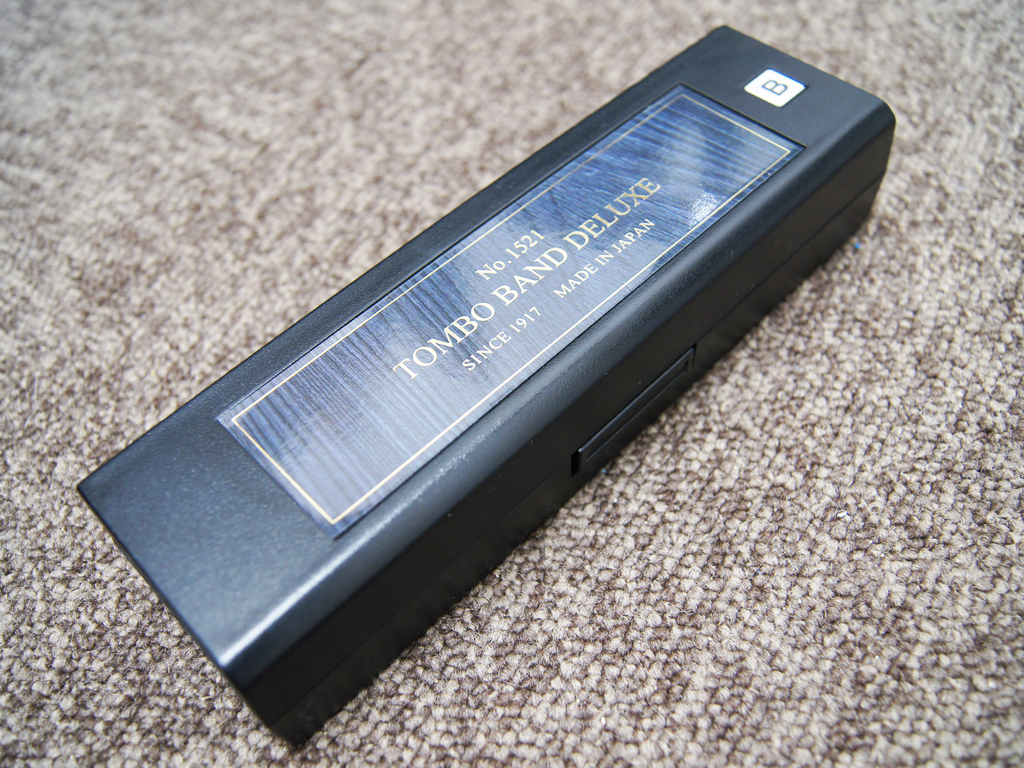 B
No.1521
TOMBO BAND DELUXE
SINCE 1917 MADE IN JAPAN